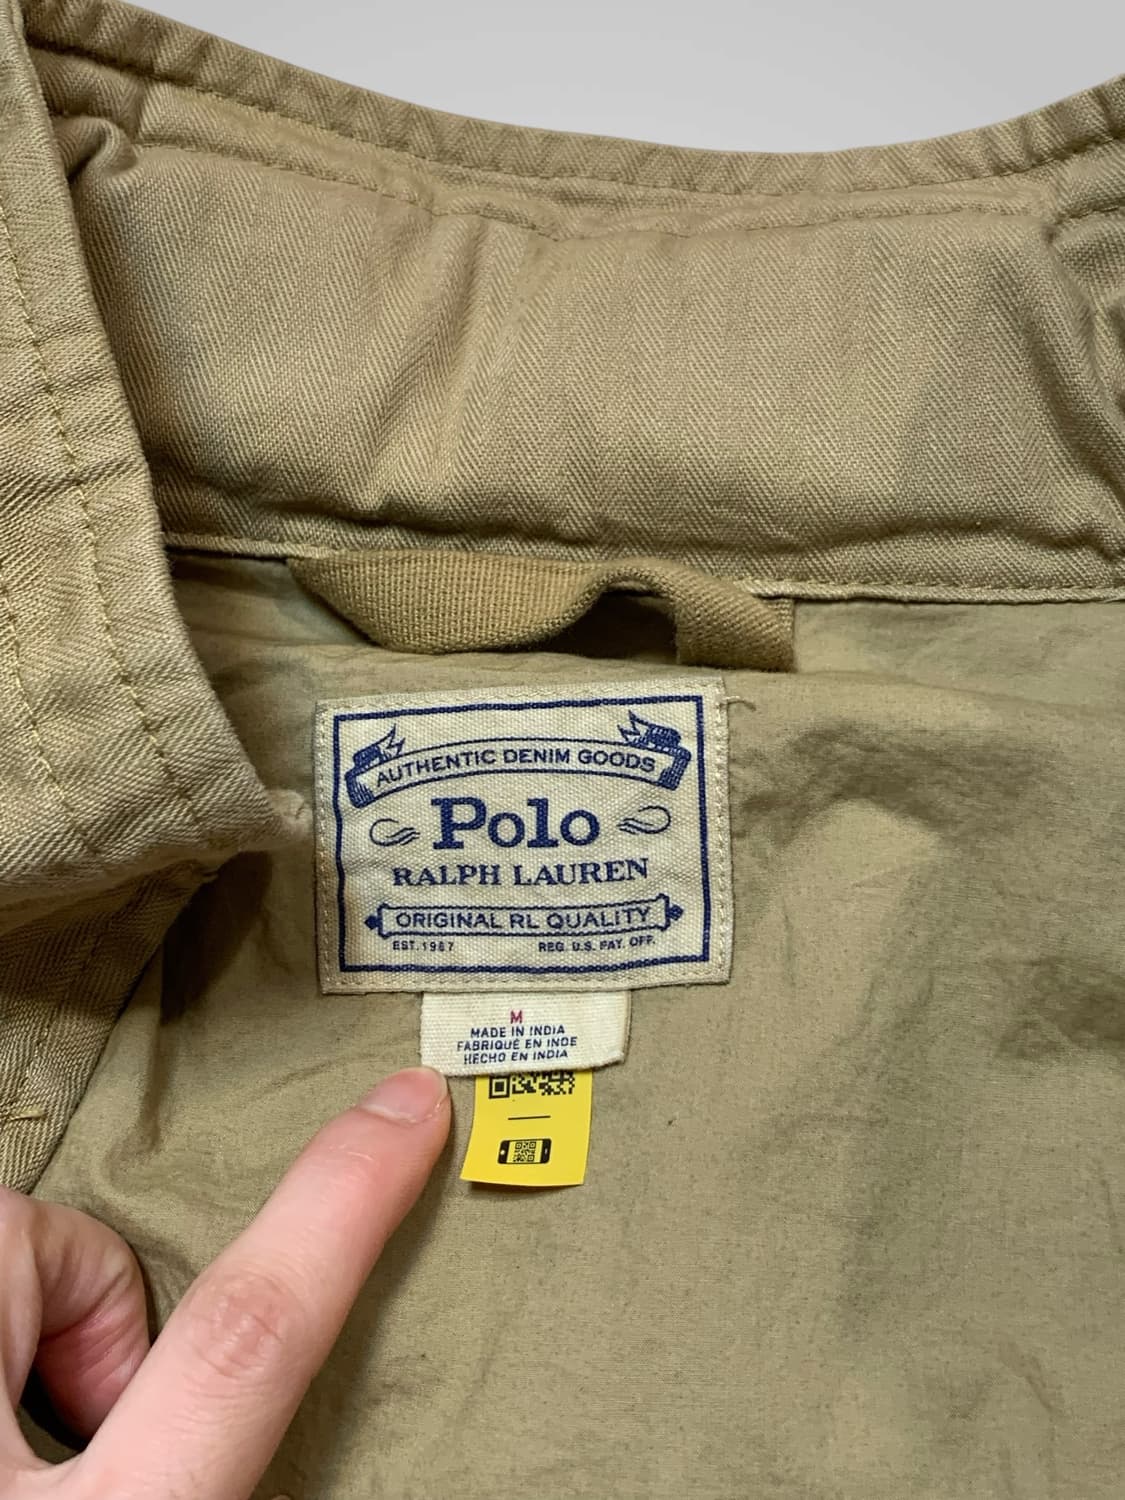 AUTHENTIC DENIM GOODS
Polo
RALPH LAUREN
ORIGINAL RL QUALITY
EST. 1967 REG. U.S. PAT. OFF.
M
MADE IN INDIA
FABRIQUÉ EN INDE
HECHO EN INDIA